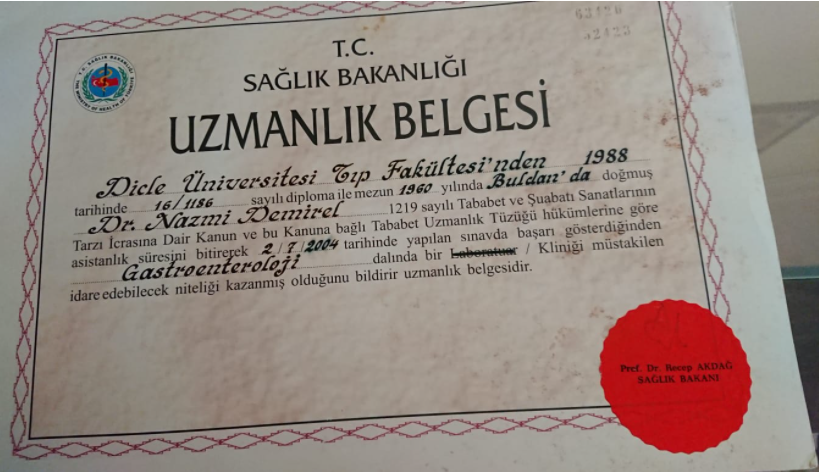 63426
52423
T.C.
SAĞLIK BAKANLIĞI
UZMANLIK BELGESİ
Dicle Üniversitesi Tıp Fakültesi'nden 1988
tarihinde 16/1186 sayılı diploma ile mezun 1960 yılında Buldan'da doğmuş
Dr. Nazmi Demirel 1219 sayılı Tababet ve Şuabatı Sanatlarının
Tarzı İcrasına Dair Kanun ve bu Kanuna bağlı Tababet Uzmanlık Tüzüğü hükümlerine göre
asistanlık süresini bitirerek 2/7/2004 tarihinde yapılan sınavda başarı gösterdiğinden
Gastroenteroloji dalında bir Laboratuar / Kliniği müstakilen
idare edebilecek niteliği kazanmış olduğunu bildirir uzmanlık belgesidir.
Prof. Dr. Recep AKDAĞ
SAĞLIK BAKANI